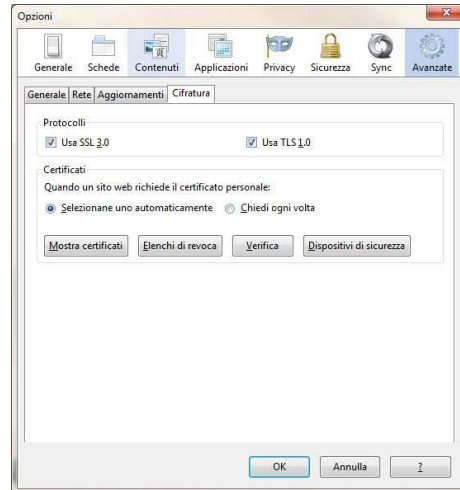 Opzioni
Generale Schede Contenuti Applicazioni Privacy Sicurezza Sync Avanzate
Generale Rete Aggiornamenti Cifratura
Protocolli
Usa SSL 3.0 Usa TLS 1.0
Certificati
Quando un sito web richiede il certificato personale:
Selezionane uno automaticamente Chiedi ogni volta
Mostra certificati Elenchi di revoca Verifica Dispositivi di sicurezza
OK Annulla ?